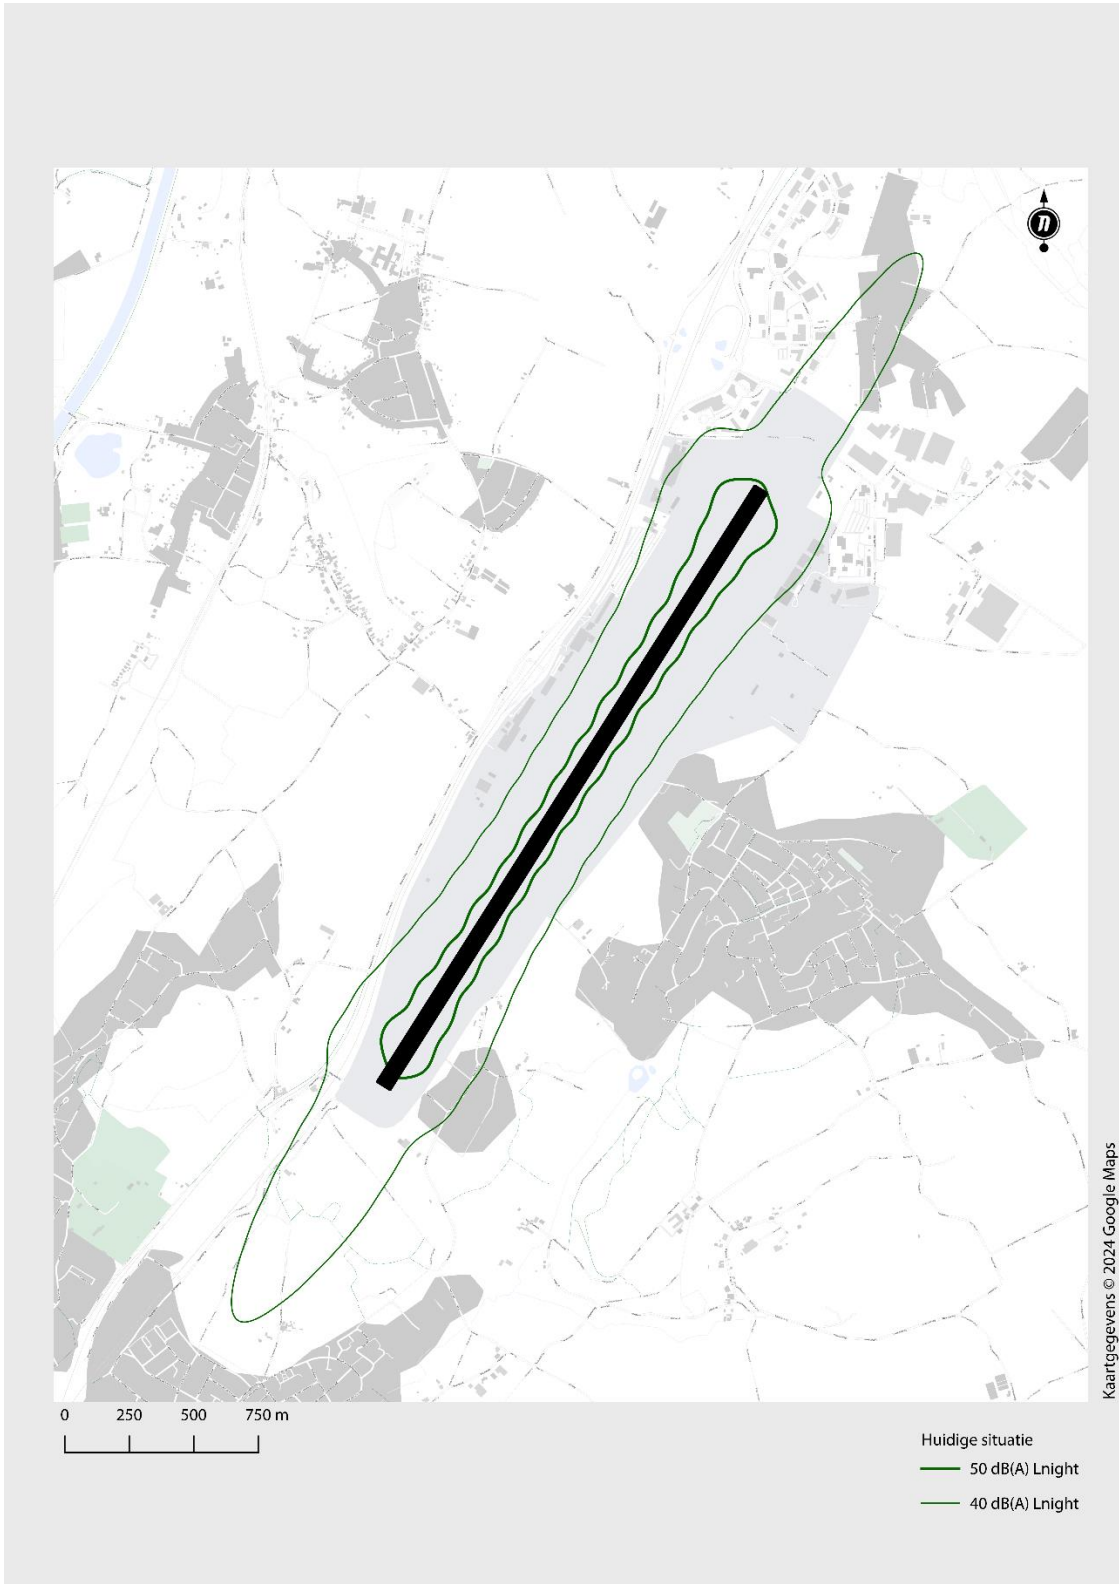 n
Kaartgegevens © 2024 Google Maps
0 250 500 750 m
Huidige situatie
50 dB(A) Lnight
40 dB(A) Lnight